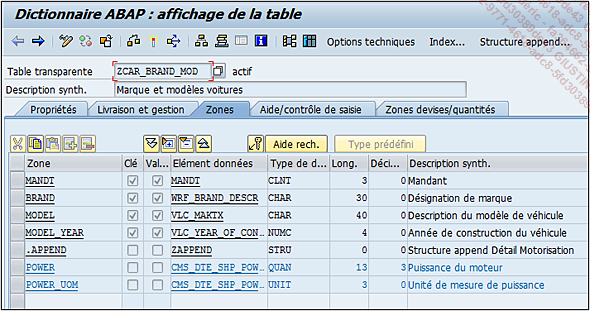 Dictionnaire ABAP : affichage de la table
Options techniques Index... Structure append...
Table transparente ZCAR_BRAND_MOD actif
Description synth. Marque et modèles voitures
Propriétés Livraison et gestion Zones Aide/contrôle de saisie Zones devises/quantités
Aide rech. Type prédéfini
Zone Clé Val... Elément données Type de d... Long. Déci... Description synth.
MANDT MANDT CLNT 3 0 Mandant
BRAND WRF_BRAND_DESCR CHAR 30 0 Désignation de marque
MODEL VLC_MAKTX CHAR 40 0 Description du modèle de véhicule
MODEL_YEAR VLC_YEAR_OF_CON... NUMC 4 0 Année de construction du véhicule
.APPEND ZAPPEND STRU 0 0 Structure append Détail Motorisation
POWER CMS_DTE_SHP_POW... QUAN 13 3 Puissance du moteur
POWER_UOM CMS_DTE_SHP_POW... UNIT 3 0 Unité de mesure de puissance